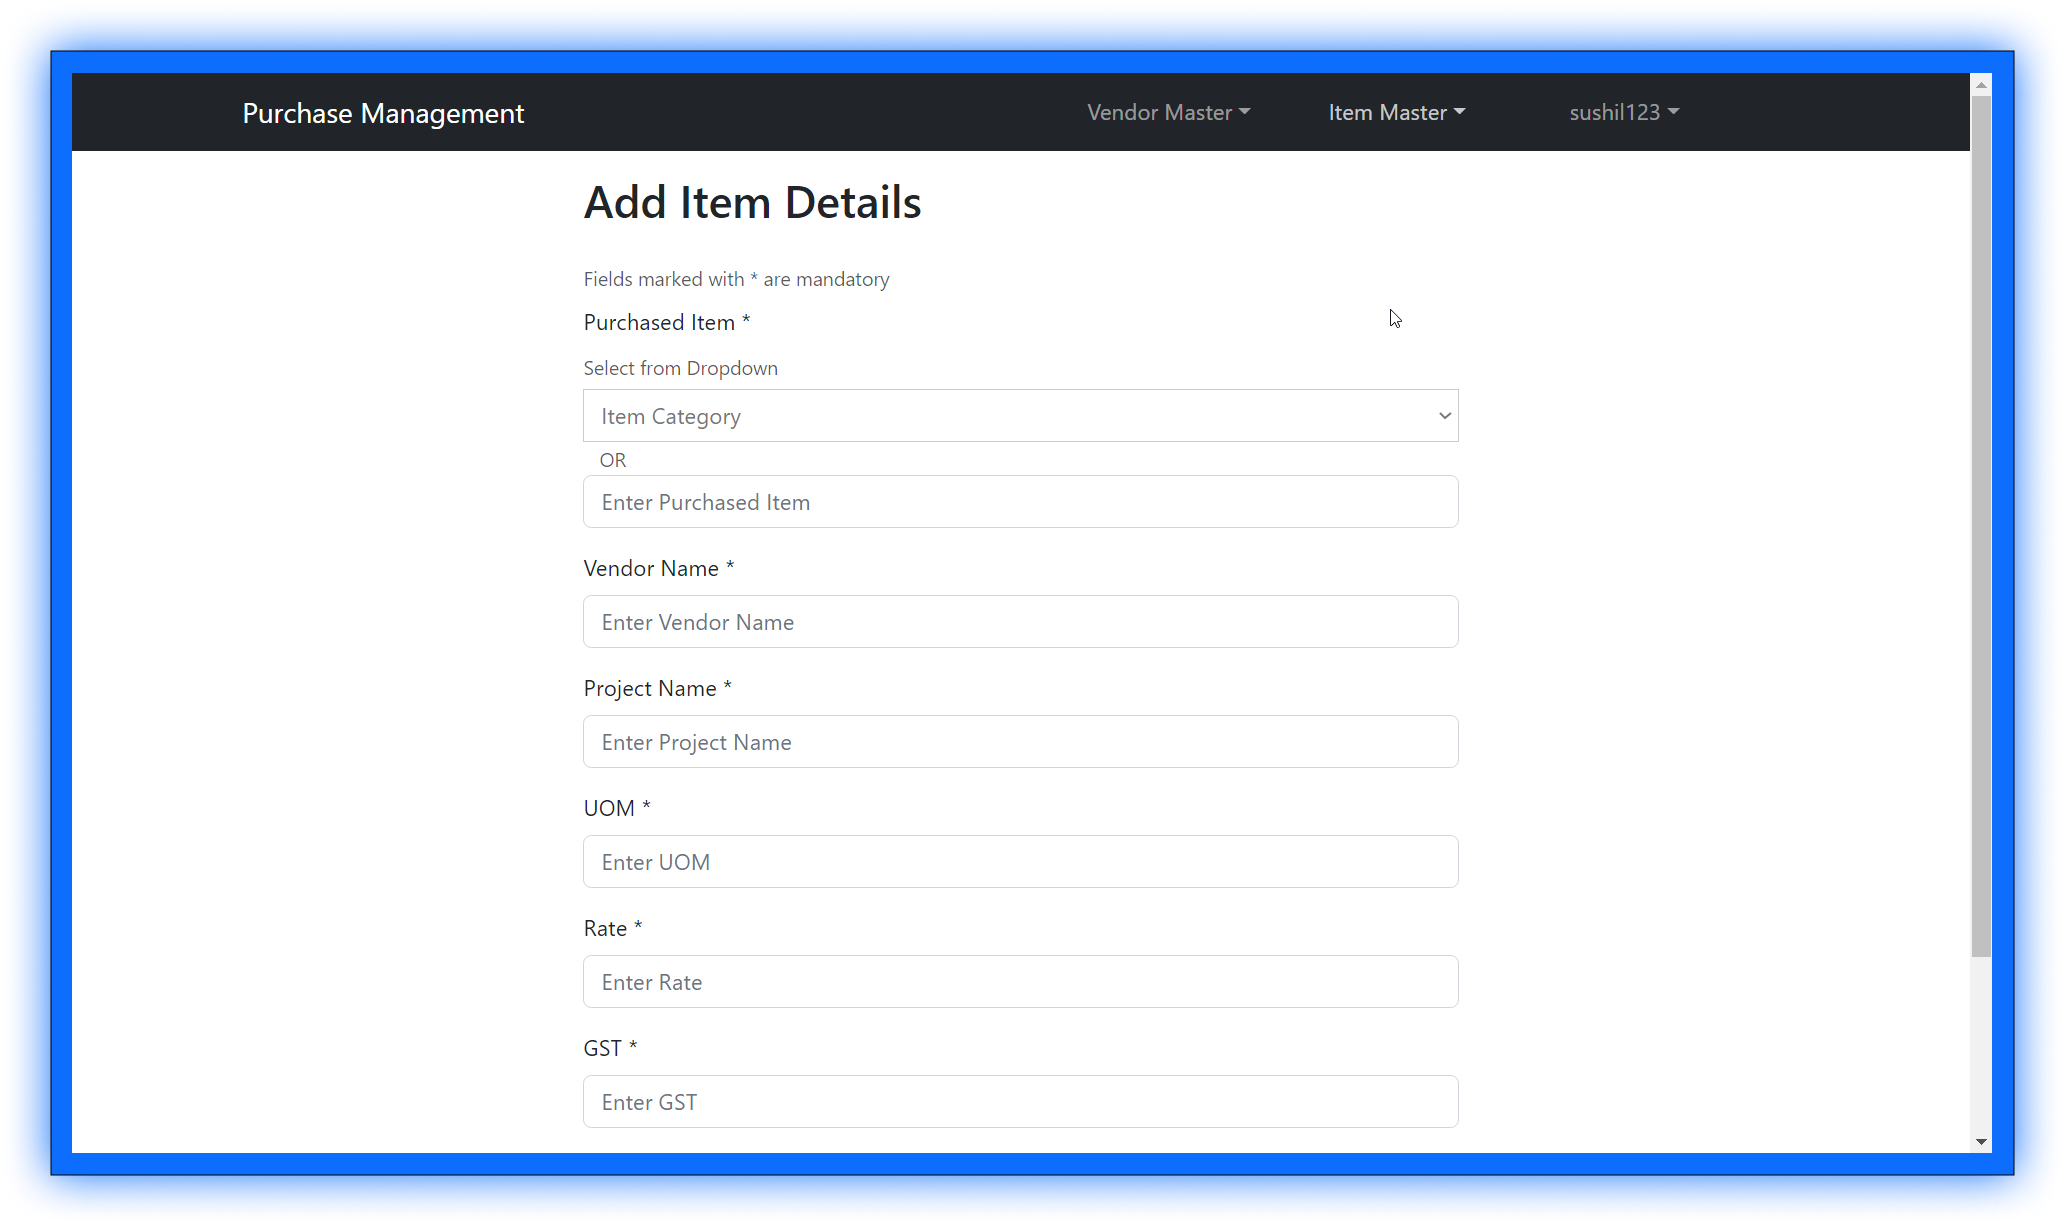 Purchase Management Vendor Master Item Master sushil123
Add Item Details
Fields marked with * are mandatory
Purchased Item *
Select from Dropdown
Item Category
OR
Enter Purchased Item
Vendor Name *
Enter Vendor Name
Project Name *
Enter Project Name
UOM *
Enter UOM
Rate *
Enter Rate
GST *
Enter GST